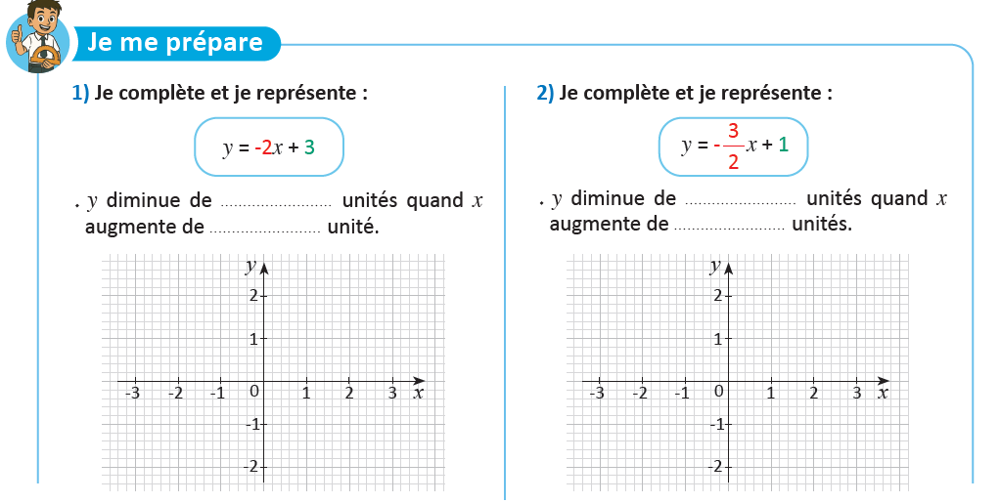 Je me prépare
1) Je complète et je représente :
y = -2x + 3
. y diminue de ......................... unités quand x
augmente de ......................... unité.
y
2
1
-3 -2 -1 0 1 2 3 x
-1
-2
2) Je complète et je représente :
y = -3/2 x + 1
. y diminue de ......................... unités quand x
augmente de ......................... unités.
y
2
1
-3 -2 -1 0 1 2 3 x
-1
-2